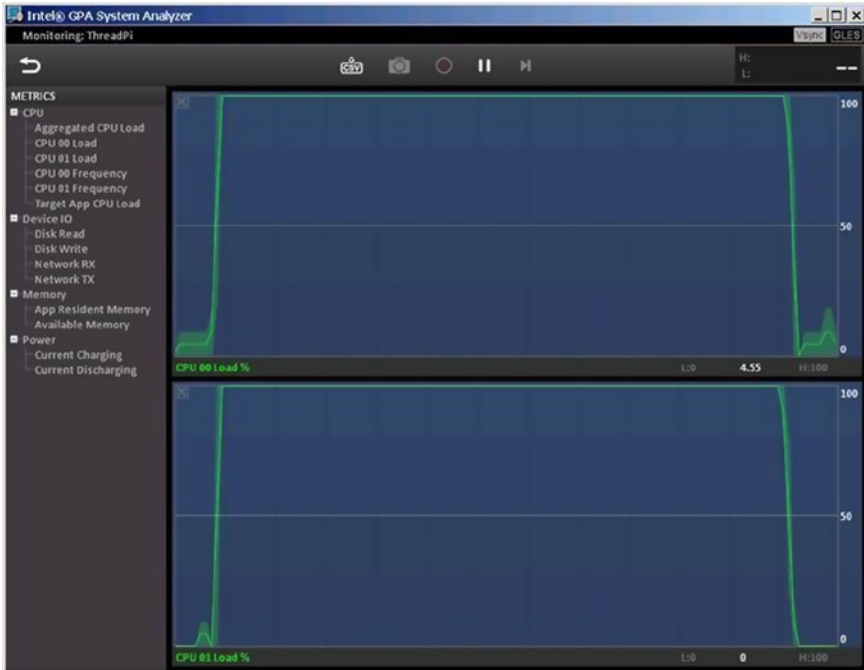 Intel® GPA System Analyzer
Monitoring: ThreadPi
Vsync GLES
CSV
H:
L:
--
METRICS
CPU
Aggregated CPU Load
CPU 00 Load
CPU 01 Load
CPU 00 Frequency
CPU 01 Frequency
Target App CPU Load
Device IO
Disk Read
Disk Write
Network RX
Network TX
Memory
App Resident Memory
Available Memory
Power
Current Charging
Current Discharging
100
50
0
CPU 00 Load % L:0 4.55 H:100
100
50
0
CPU 01 Load % L:0 0 H:100